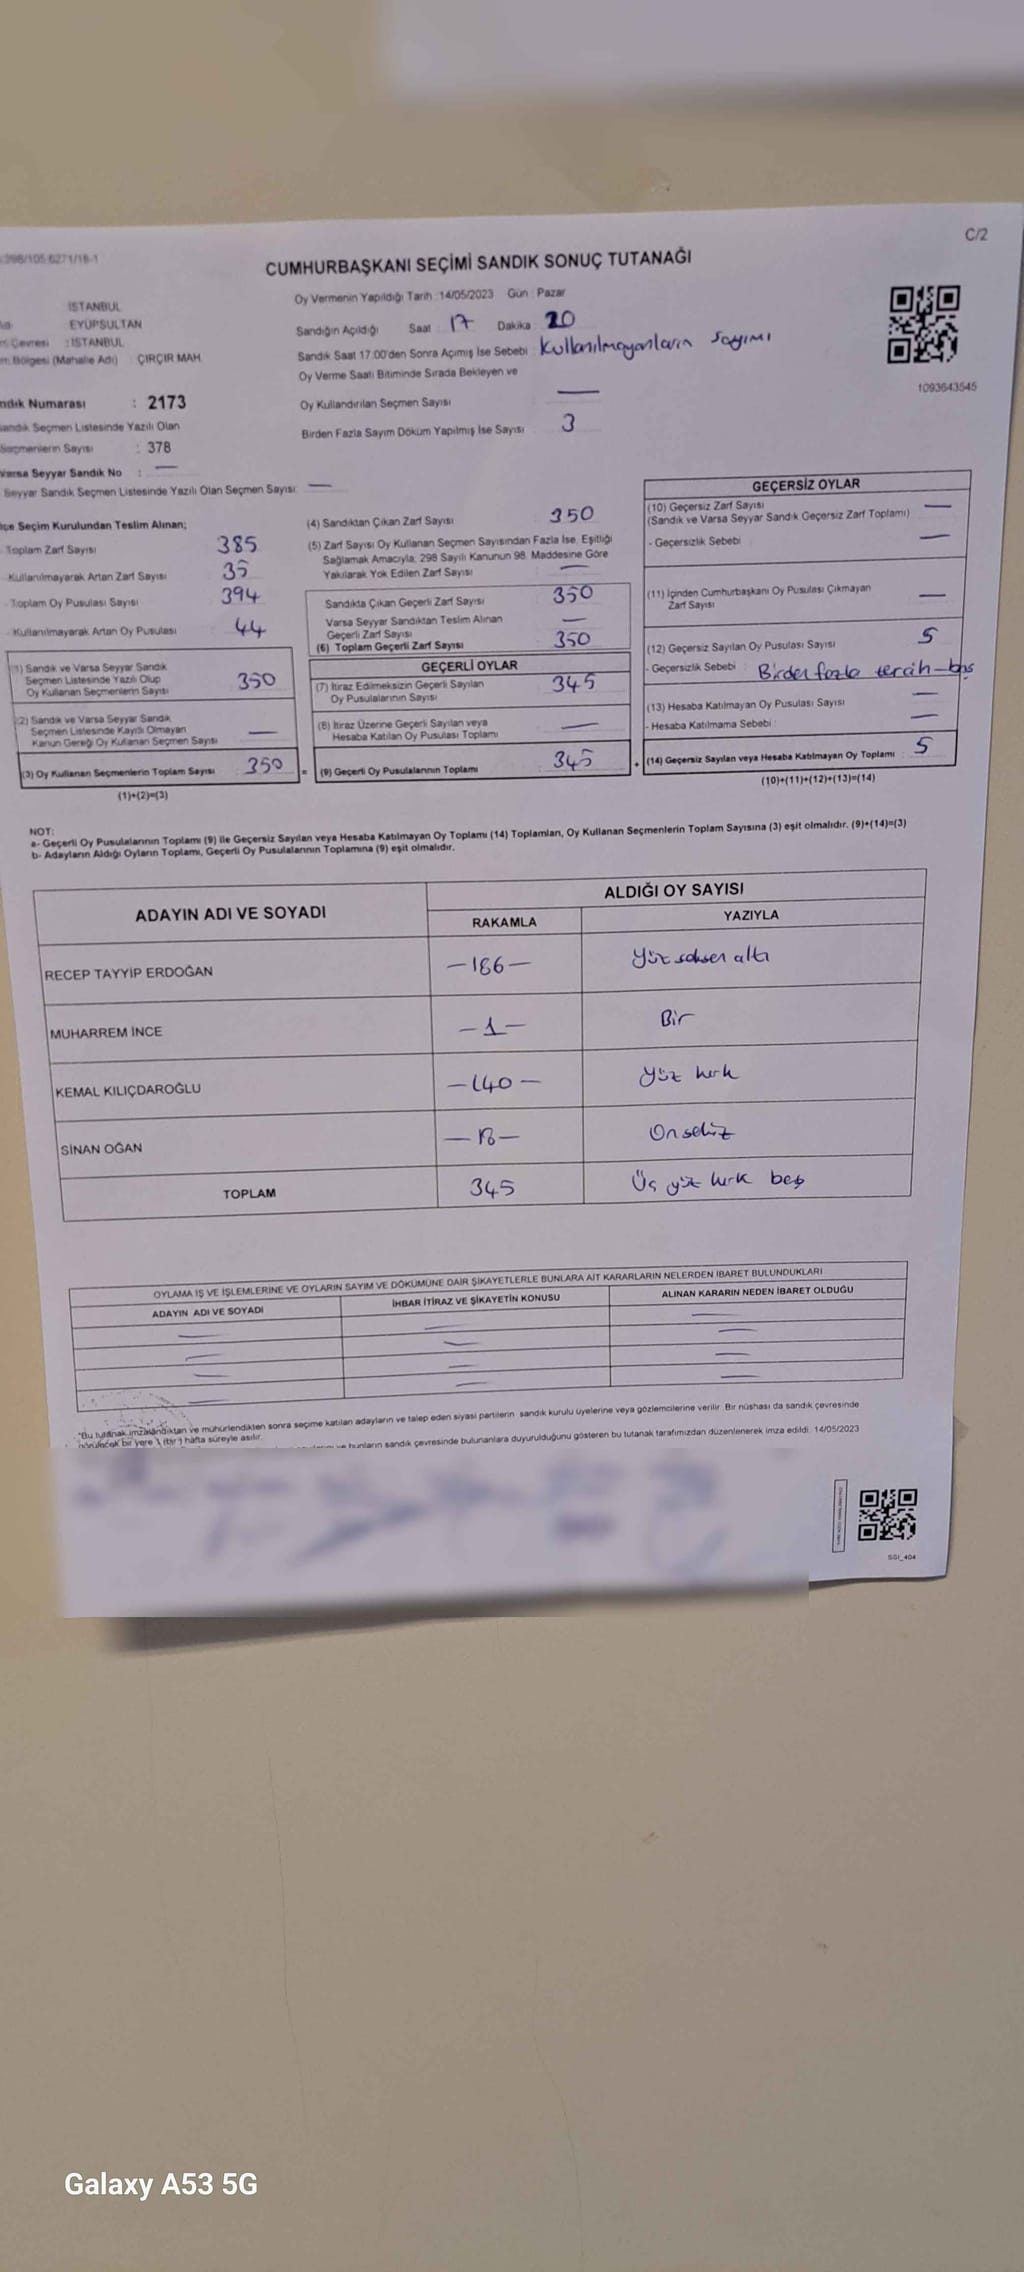 :398/105.6271/18-1
C/2
CUMHURBAŞKANI SEÇİMİ SANDIK SONUÇ TUTANAĞI
İSTANBUL
EYÜPSULTAN
m Çevresi : İSTANBUL
m Bölgesi (Mahalle Adı) : ÇIRÇIR MAH.
ndık Numarası : 2173
andık Seçmen Listesinde Yazılı Olan
Seçmenlerin Sayısı : 378
Varsa Seyyar Sandık No : —
Seyyar Sandık Seçmen Listesinde Yazılı Olan Seçmen Sayısı: —
Oy Vermenin Yapıldığı Tarih : 14/05/2023 Gün : Pazar
Sandığın Açıldığı Saat : 17 Dakika : 20
Sandık Saat 17:00'den Sonra Açımış İse Sebebi : Kullanılmayanların sayımı
Oy Verme Saati Bitiminde Sırada Bekleyen ve
Oy Kullandırılan Seçmen Sayısı —
Birden Fazla Sayım Döküm Yapılmış İse Sayısı 3
1093643545
çe Seçim Kurulundan Teslim Alınan;
- Toplam Zarf Sayısı 385
- Kullanılmayarak Artan Zarf Sayısı 35
- Toplam Oy Pusulası Sayısı 394
- Kullanılmayarak Artan Oy Pusulası 44
(1) Sandık ve Varsa Seyyar Sandık
Seçmen Listesinde Yazılı Olup
Oy Kullanan Seçmenlerin Sayısı 350
(2) Sandık ve Varsa Seyyar Sandık
Seçmen Listesinde Kayıtlı Olmayan
Kanun Gereği Oy Kullanan Seçmen Sayısı —
(3) Oy Kullanan Seçmenlerin Toplam Sayısı 350
(1)+(2)=(3)
(4) Sandıktan Çıkan Zarf Sayısı 350
(5) Zarf Sayısı Oy Kullanan Seçmen Sayısından Fazla İse, Eşitliği
Sağlamak Amacıyla; 298 Sayılı Kanunun 98. Maddesine Göre
Yakılarak Yok Edilen Zarf Sayısı —
Sandıkta Çıkan Geçerli Zarf Sayısı 350
Varsa Seyyar Sandıktan Teslim Alınan
Geçerli Zarf Sayısı —
(6) Toplam Geçerli Zarf Sayısı 350
GEÇERLİ OYLAR
(7) İtiraz Edilmeksizin Geçerli Sayılan
Oy Pusulalarının Sayısı 345
(8) İtiraz Üzerine Geçerli Sayılan veya
Hesaba Katılan Oy Pusulası Toplamı —
= (9) Geçerli Oy Pusulalarının Toplamı 345
GEÇERSİZ OYLAR
(10) Geçersiz Zarf Sayısı —
(Sandık ve Varsa Seyyar Sandık Geçersiz Zarf Toplamı)
- Geçersizlik Sebebi : —
(11) İçinden Cumhurbaşkanı Oy Pusulası Çıkmayan
Zarf Sayısı —
(12) Geçersiz Sayılan Oy Pusulası Sayısı 5
- Geçersizlik Sebebi : Birden fazla tercih-boş
(13) Hesaba Katılmayan Oy Pusulası Sayısı —
- Hesaba Katılmama Sebebi : —
+ (14) Geçersiz Sayılan veya Hesaba Katılmayan Oy Toplamı : 5
(10)+(11)+(12)+(13)=(14)
NOT:
a- Geçerli Oy Pusulalarının Toplamı (9) ile Geçersiz Sayılan veya Hesaba Katılmayan Oy Toplamı (14) Toplamları, Oy Kullanan Seçmenlerin Toplam Sayısına (3) eşit olmalıdır. (9)+(14)=(3)
b- Adayların Aldığı Oyların Toplamı, Geçerli Oy Pusulalarının Toplamına (9) eşit olmalıdır.
ADAYIN ADI VE SOYADI ALDIĞI OY SAYISI
RAKAMLA YAZIYLA
RECEP TAYYİP ERDOĞAN —186— Yüz seksen altı
MUHARREM İNCE —1— Bir
KEMAL KILIÇDAROĞLU —140— Yüz kırk
SİNAN OĞAN —18— Onsekiz
TOPLAM 345 Üç yüz kırk beş
OYLAMA İŞ VE İŞLEMLERİNE VE OYLARIN SAYIM VE DÖKÜMÜNE DAİR ŞİKAYETLERLE BUNLARA AİT KARARLARIN NELERDEN İBARET BULUNDUKLARI
ADAYIN ADI VE SOYADI İHBAR İTİRAZ VE ŞİKAYETİN KONUSU ALINAN KARARIN NEDEN İBARET OLDUĞU
— — —
— — —
— — —
— — —
*Bu tutanak imzalandıktan ve mühürlendikten sonra seçime katılan adayların ve talep eden siyasi partilerin sandık kurulu üyelerine veya gözlemcilerine verilir. Bir nüshası da sandık çevresinde
görülecek bir yere 1 (bir) hafta süreyle asılır.
ve bunların sandık çevresinde bulunanlara duyurulduğunu gösteren bu tutanak tarafımızdan düzenlenerek imza edildi. 14/05/2023
SSI_404
Galaxy A53 5G